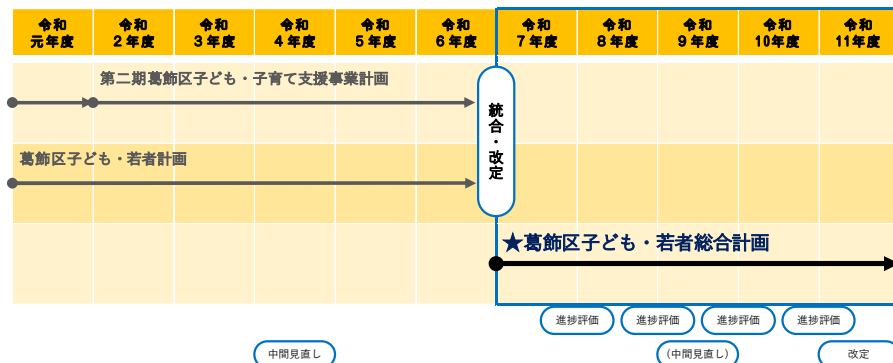 令和 令和 令和 令和 令和 令和 令和 令和 令和 令和 令和
元年度 2年度 3年度 4年度 5年度 6年度 7年度 8年度 9年度 10年度 11年度
第二期葛飾区子ども・子育て支援事業計画
統合・改定
葛飾区子ども・若者計画
★葛飾区子ども・若者総合計画
進捗評価 進捗評価 進捗評価 進捗評価
中間見直し (中間見直し) 改定